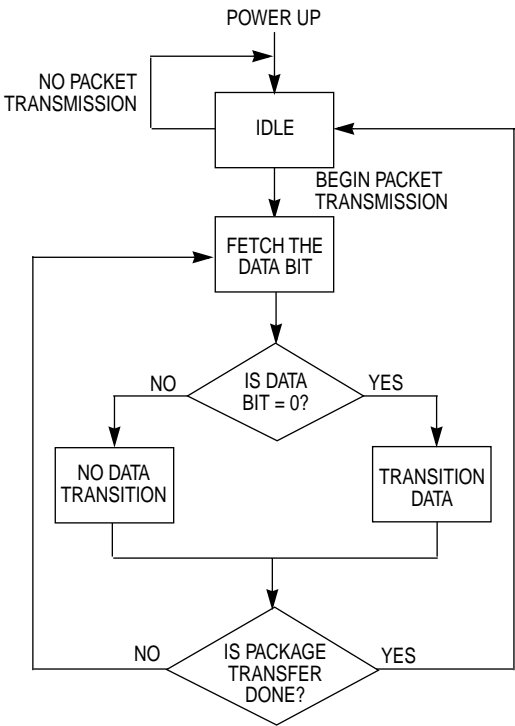 POWER UP
NO PACKET
TRANSMISSION
IDLE
BEGIN PACKET
TRANSMISSION
FETCH THE
DATA BIT
NO
IS DATA
BIT = 0?
YES
NO DATA
TRANSITION
TRANSITION
DATA
NO
IS PACKAGE
TRANSFER
DONE?
YES